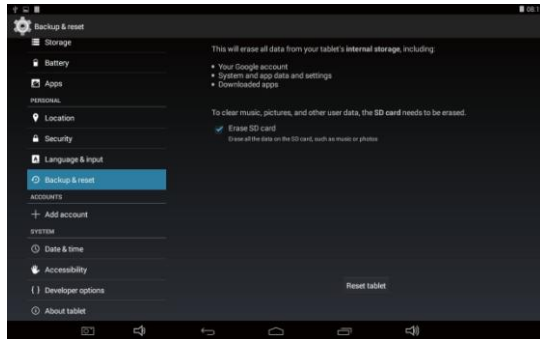 08:1
Backup & reset
Storage
Battery
Apps
PERSONAL
Location
Security
Language & input
Backup & reset
ACCOUNTS
Add account
SYSTEM
Date & time
Accessibility
{ } Developer options
About tablet
This will erase all data from your tablet's internal storage, including:
• Your Google account
• System and app data and settings
• Downloaded apps
To clear music, pictures, and other user data, the SD card needs to be erased.
Erase SD card
Erase all the data on the SD card, such as music or photos
Reset tablet